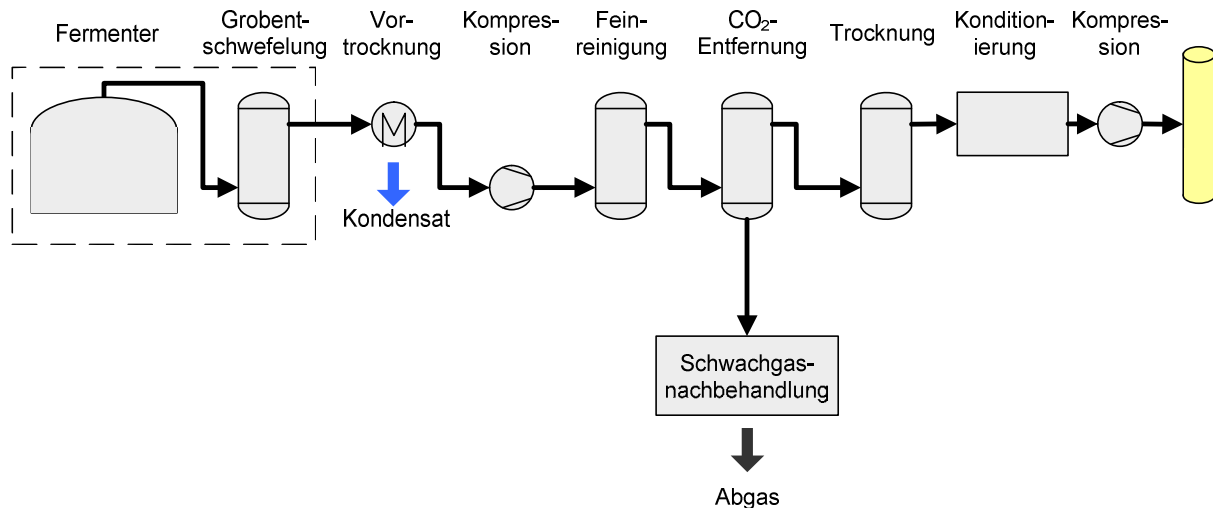 Fermenter
Grobent-
schwefelung
Vor-
trocknung
Kompres-
sion
Fein-
reinigung
CO₂-
Entfernung
Trocknung
Kondition-
ierung
Kompres-
sion
Kondensat
Schwachgas-
nachbehandlung
Abgas